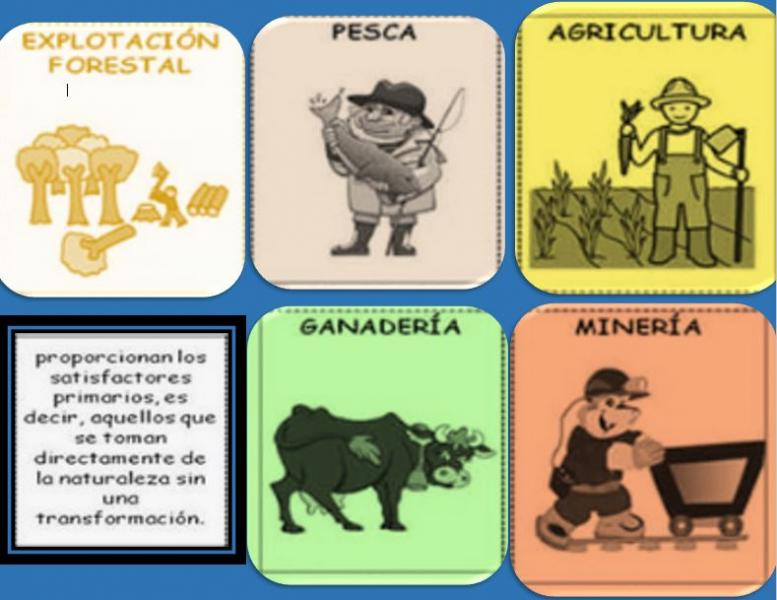 EXPLOTACIÓN
FORESTAL
PESCA
AGRICULTURA
proporcionan los
satisfactores
primarios, es
decir, aquellos que
se toman
directamente de
la naturaleza sin
una
transformación.
GANADERÍA
MINERÍA